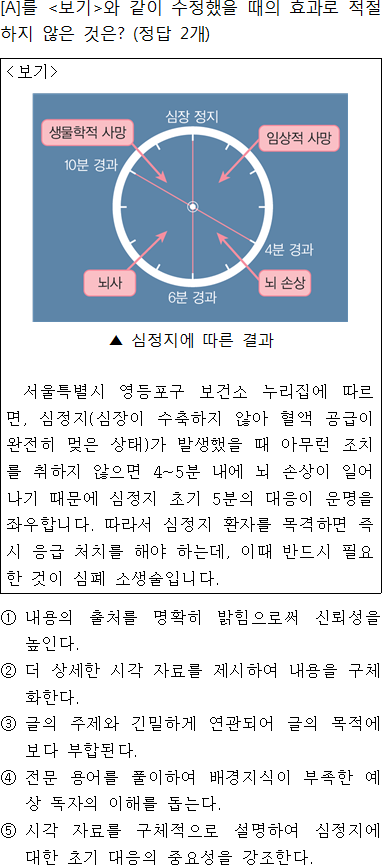 [A]를 <보기>와 같이 수정했을 때의 효과로 적절
하지 않은 것은? (정답 2개)
<보기>
심장 정지
생물학적 사망
임상적 사망
10분 경과
4분 경과
뇌사
뇌 손상
6분 경과
▲ 심정지에 따른 결과
서울특별시 영등포구 보건소 누리집에 따르
면, 심정지(심장이 수축하지 않아 혈액 공급이
완전히 멎은 상태)가 발생했을 때 아무런 조치
를 취하지 않으면 4~5분 내에 뇌 손상이 일어
나기 때문에 심정지 초기 5분의 대응이 운명을
좌우합니다. 따라서 심정지 환자를 목격하면 즉
시 응급 처치를 해야 하는데, 이때 반드시 필요
한 것이 심폐 소생술입니다.
① 내용의 출처를 명확히 밝힘으로써 신뢰성을
높인다.
② 더 상세한 시각 자료를 제시하여 내용을 구체
화한다.
③ 글의 주제와 긴밀하게 연관되어 글의 목적에
보다 부합된다.
④ 전문 용어를 풀이하여 배경지식이 부족한 예
상 독자의 이해를 돕는다.
⑤ 시각 자료를 구체적으로 설명하여 심정지에
대한 초기 대응의 중요성을 강조한다.